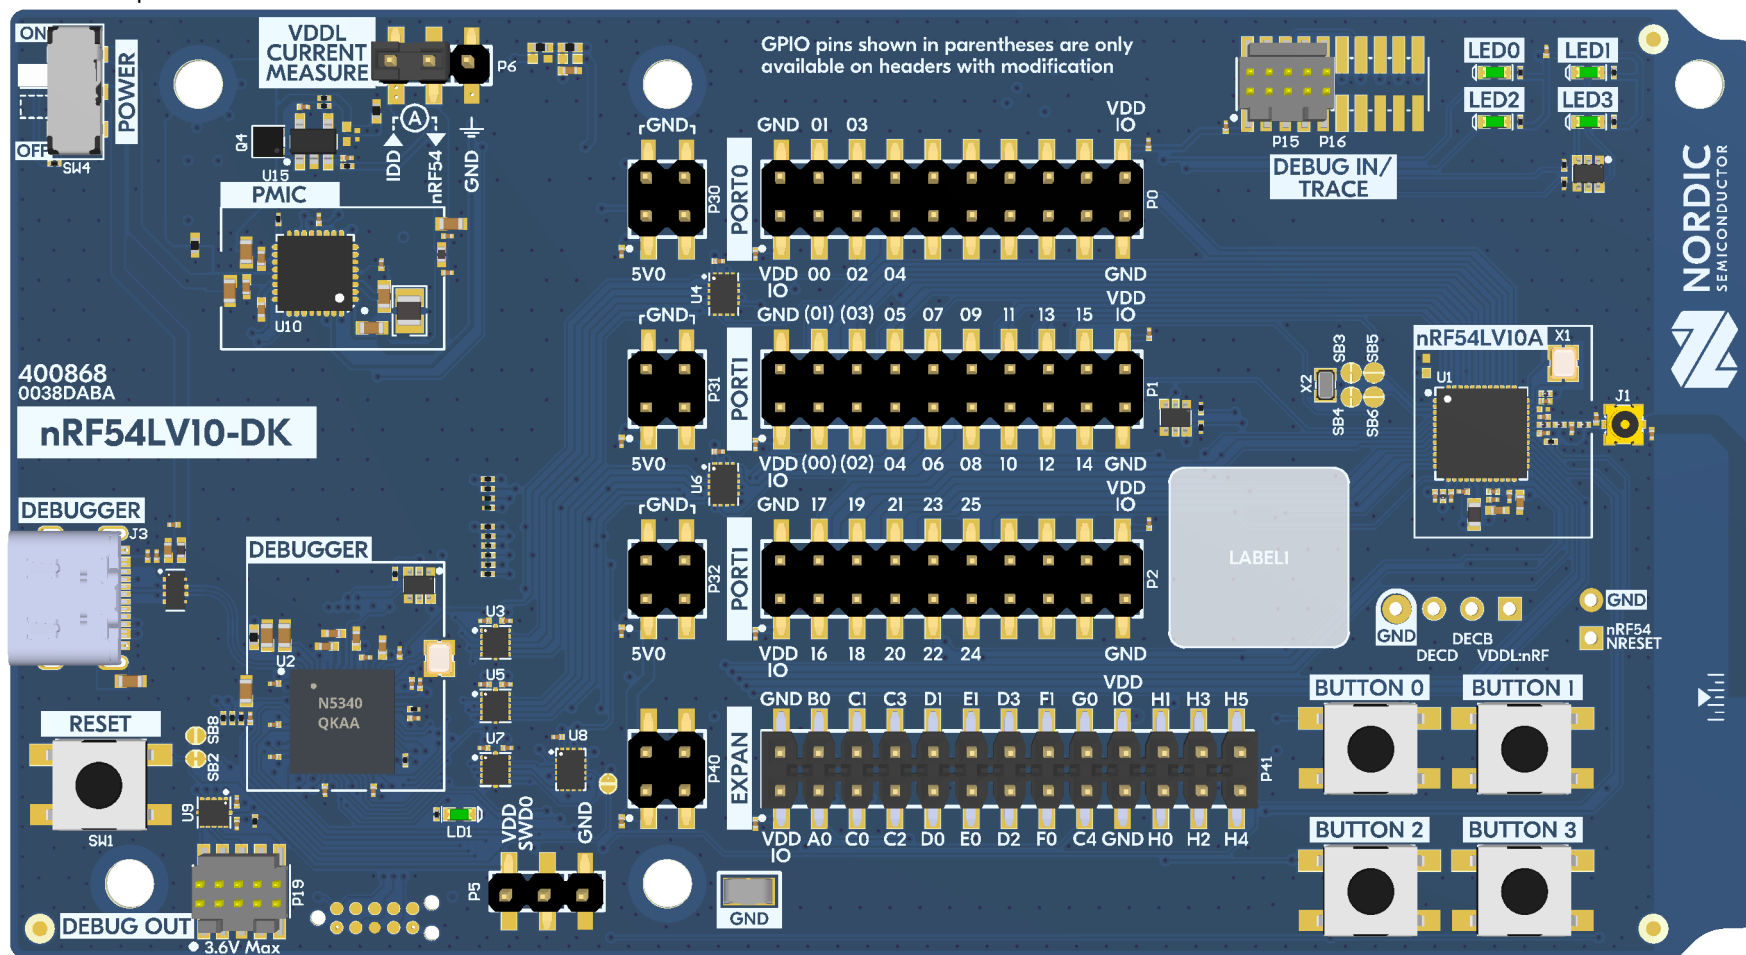 ON
OFF
SW4
POWER
VDDL
CURRENT
MEASURE
P6
A
IDD
nRF54
GND
Q4
U15
PMIC
U10
GPIO pins shown in parentheses are only
available on headers with modification
P15 P16
DEBUG IN/
TRACE
LED0 LED1
LED2 LED3
NORDIC
SEMICONDUCTOR
GND
P30
5V0
PORT0
GND 01 03 VDD
IO
P0
VDD 00 02 04 GND
IO
U4
GND
P31
5V0
PORT1
GND (01) (03) 05 07 09 11 13 15 VDD
IO
P1
VDD (00) (02) 04 06 08 10 12 14 GND
IO
U6
GND
P32
5V0
PORT1
GND 17 19 21 23 25 VDD
IO
P2
VDD 16 18 20 22 24 GND
IO
P40
EXPAN
GND B0 C1 C3 D1 E1 D3 F1 G0 VDD
IO H1 H3 H5
P41
VDD A0 C0 C2 D0 E0 D2 F0 C4 GND H0 H2 H4
IO
GND
400868
0038DABA
nRF54LV10-DK
DEBUGGER
J3
DEBUGGER
U2
N5340
QKAA
U3
U5
U7
U8
RESET
SW1
SB8
SB2
U9
LD1
VDD
SWD0
GND
P5
P19
DEBUG OUT
3.6V Max
X2
SB3 SB5
SB4 SB6
nRF54LV10A
X1
U1
J1
LABEL1
GND
DECB
DECD VDDL:nRF
GND
nRF54
NRESET
BUTTON 0 BUTTON 1
BUTTON 2 BUTTON 3